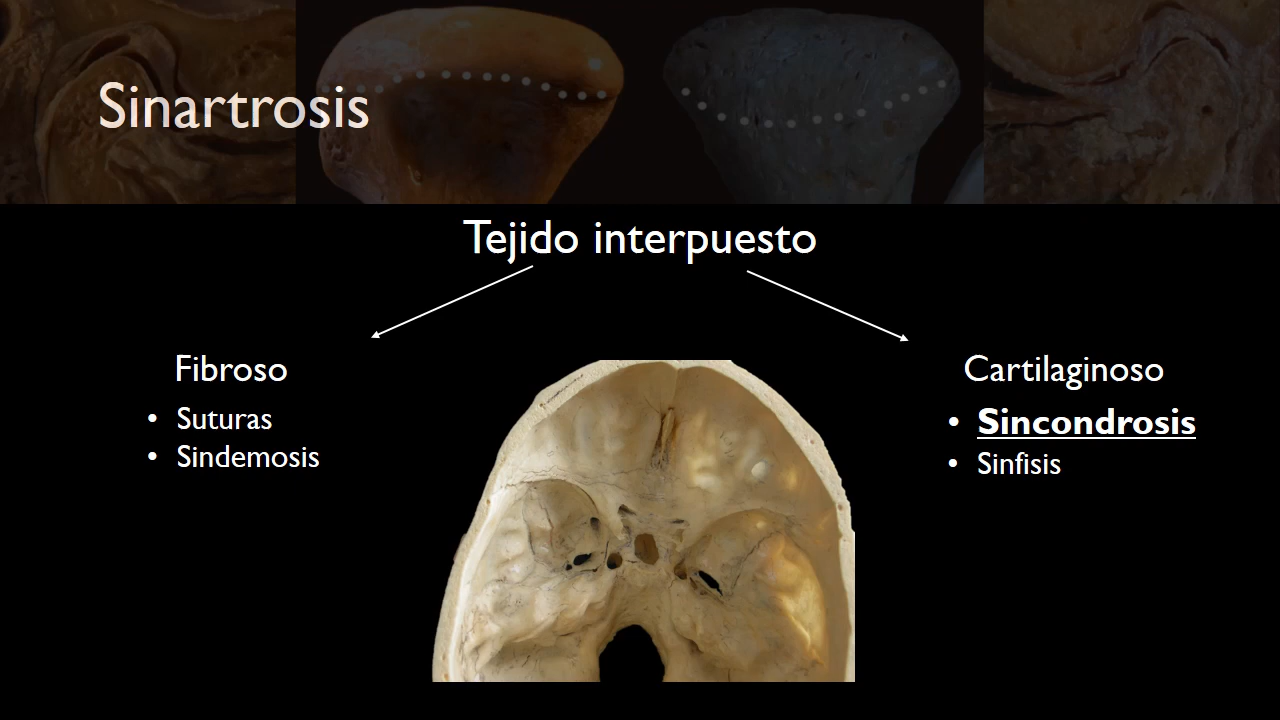 Sinartrosis
Tejido interpuesto
Fibroso
• Suturas
• Sindemosis
Cartilaginoso
• Sincondrosis
• Sinfisis